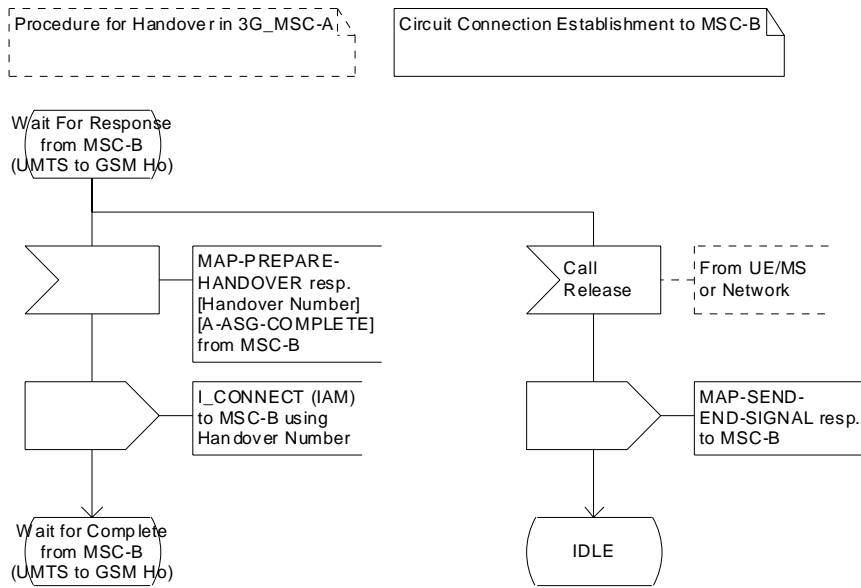 Procedure for Handover in 3G_MSC-A
Circuit Connection Establishment to MSC-B
Wait For Response
from MSC-B
(UMTS to GSM Ho)
MAP-PREPARE-
HANDOVER resp.
[Handover Number]
[A-ASG-COMPLETE]
from MSC-B
Call
Release
From UE/MS
or Network
I_CONNECT (IAM)
to MSC-B using
Handover Number
MAP-SEND-
END-SIGNAL resp.
to MSC-B
Wait for Complete
from MSC-B
(UMTS to GSM Ho)
IDLE